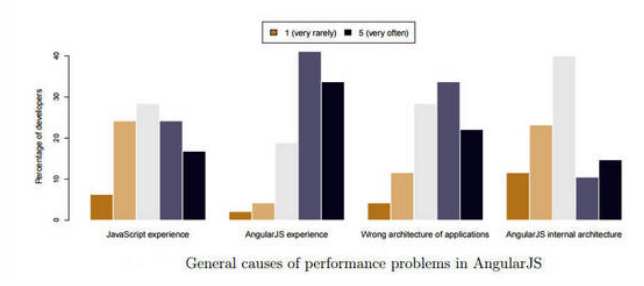 1 (very rarely) 5 (very often)
Percentage of developers
40
30
20
10
0
JavaScript experience AngularJS experience Wrong architecture of applications AngularJS internal architecture
General causes of performance problems in AngularJS